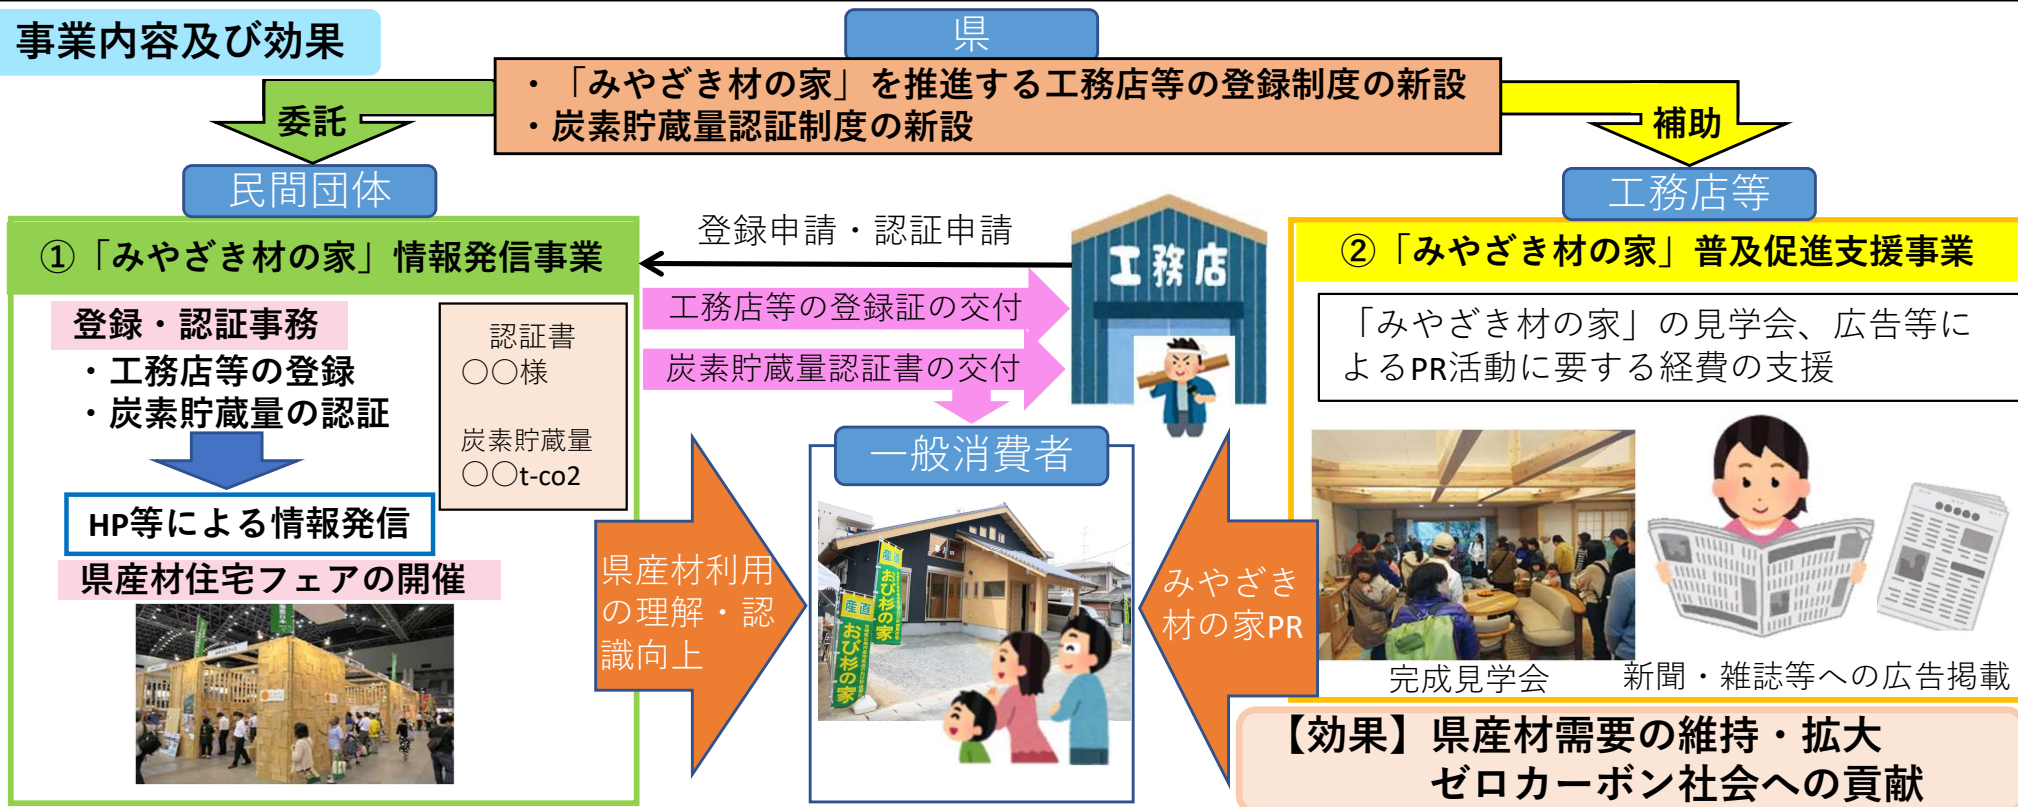 事業内容及び効果
県
・「みやざき材の家」を推進する工務店等の登録制度の新設
・炭素貯蔵量認証制度の新設
委託
補助
民間団体
①「みやざき材の家」情報発信事業
登録・認証事務
・工務店等の登録
・炭素貯蔵量の認証
認証書
○○様
炭素貯蔵量
○○t-co2
HP等による情報発信
県産材住宅フェアの開催
登録申請・認証申請
工務店等の登録証の交付
炭素貯蔵量認証書の交付
工務店
県産材利用
の理解・認
識向上
一般消費者
産直
おび杉の家
産直
おび杉の家
みやざき
材の家PR
工務店等
②「みやざき材の家」普及促進支援事業
「みやざき材の家」の見学会、広告等に
よるPR活動に要する経費の支援
完成見学会
新聞・雑誌等への広告掲載
【効果】県産材需要の維持・拡大
ゼロカーボン社会への貢献